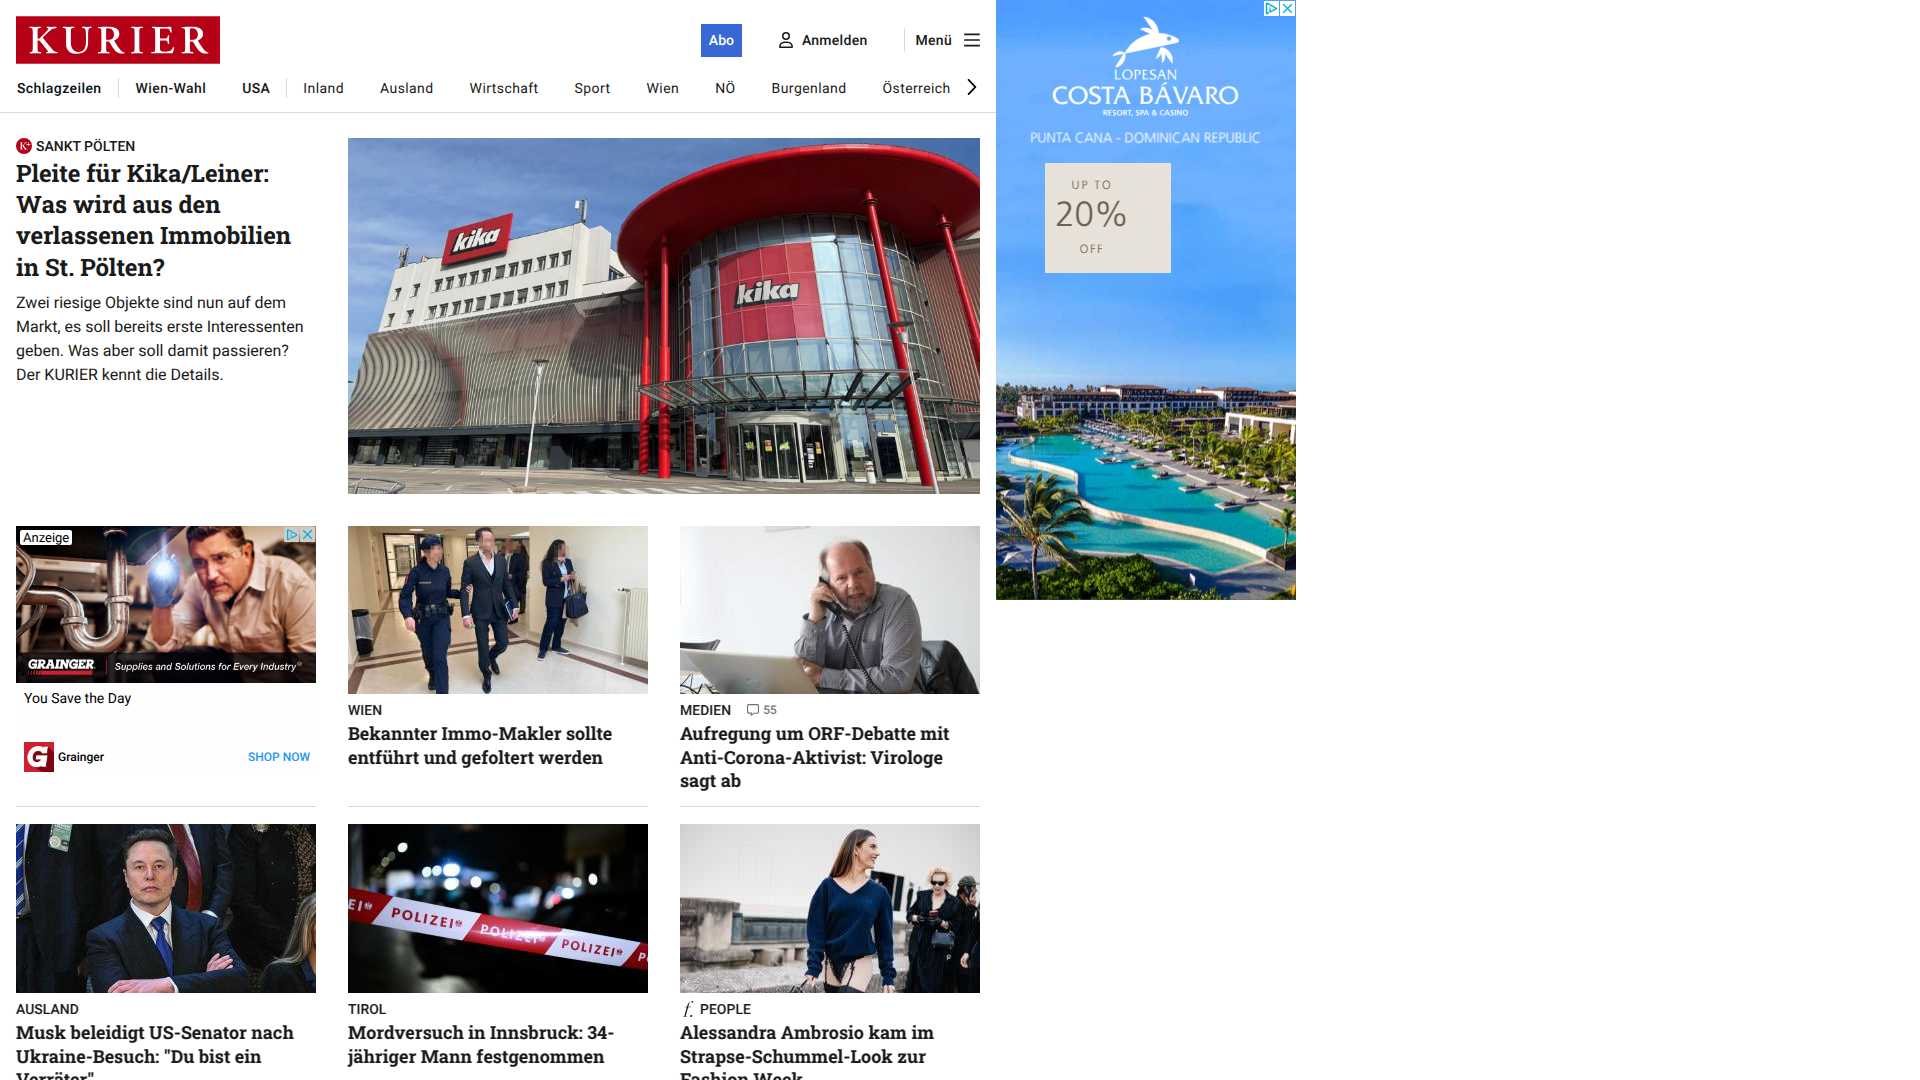 KURIER
Abo
Anmelden
Menü
Schlagzeilen
Wien-Wahl
USA
Inland
Ausland
Wirtschaft
Sport
Wien
NÖ
Burgenland
Österreich
K+ SANKT PÖLTEN
Pleite für Kika/Leiner:
Was wird aus den
verlassenen Immobilien
in St. Pölten?
Zwei riesige Objekte sind nun auf dem
Markt, es soll bereits erste Interessenten
geben. Was aber soll damit passieren?
Der KURIER kennt die Details.
kika
kika
LOPESAN
COSTA BÁVARO
RESORT, SPA & CASINO
PUNTA CANA - DOMINICAN REPUBLIC
UP TO
20%
OFF
Anzeige
GRAINGER
Supplies and Solutions for Every Industry®
You Save the Day
G
Grainger
SHOP NOW
WIEN
Bekannter Immo-Makler sollte
entführt und gefoltert werden
MEDIEN
55
Aufregung um ORF-Debatte mit
Anti-Corona-Aktivist: Virologe
sagt ab
AUSLAND
Musk beleidigt US-Senator nach
Ukraine-Besuch: "Du bist ein
Verräter"
POLIZEI
POLIZEI
POLIZEI
TIROL
Mordversuch in Innsbruck: 34-
jähriger Mann festgenommen
f. PEOPLE
Alessandra Ambrosio kam im
Strapse-Schummel-Look zur
Fashion Week